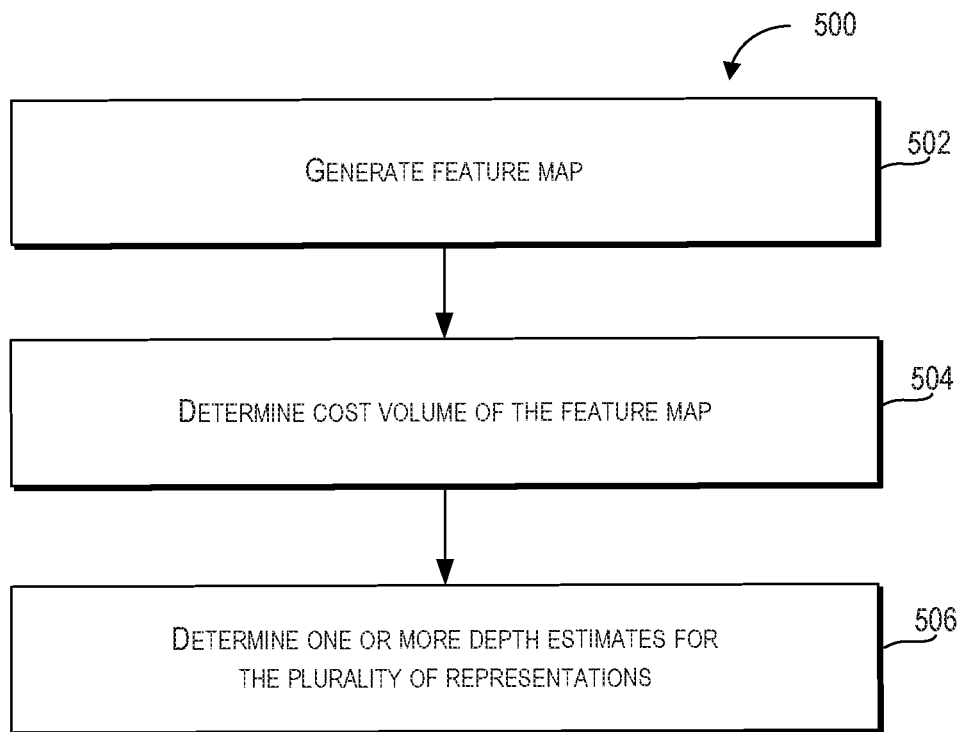 500
GENERATE FEATURE MAP
502
DETERMINE COST VOLUME OF THE FEATURE MAP
504
DETERMINE ONE OR MORE DEPTH ESTIMATES FOR
THE PLURALITY OF REPRESENTATIONS
506